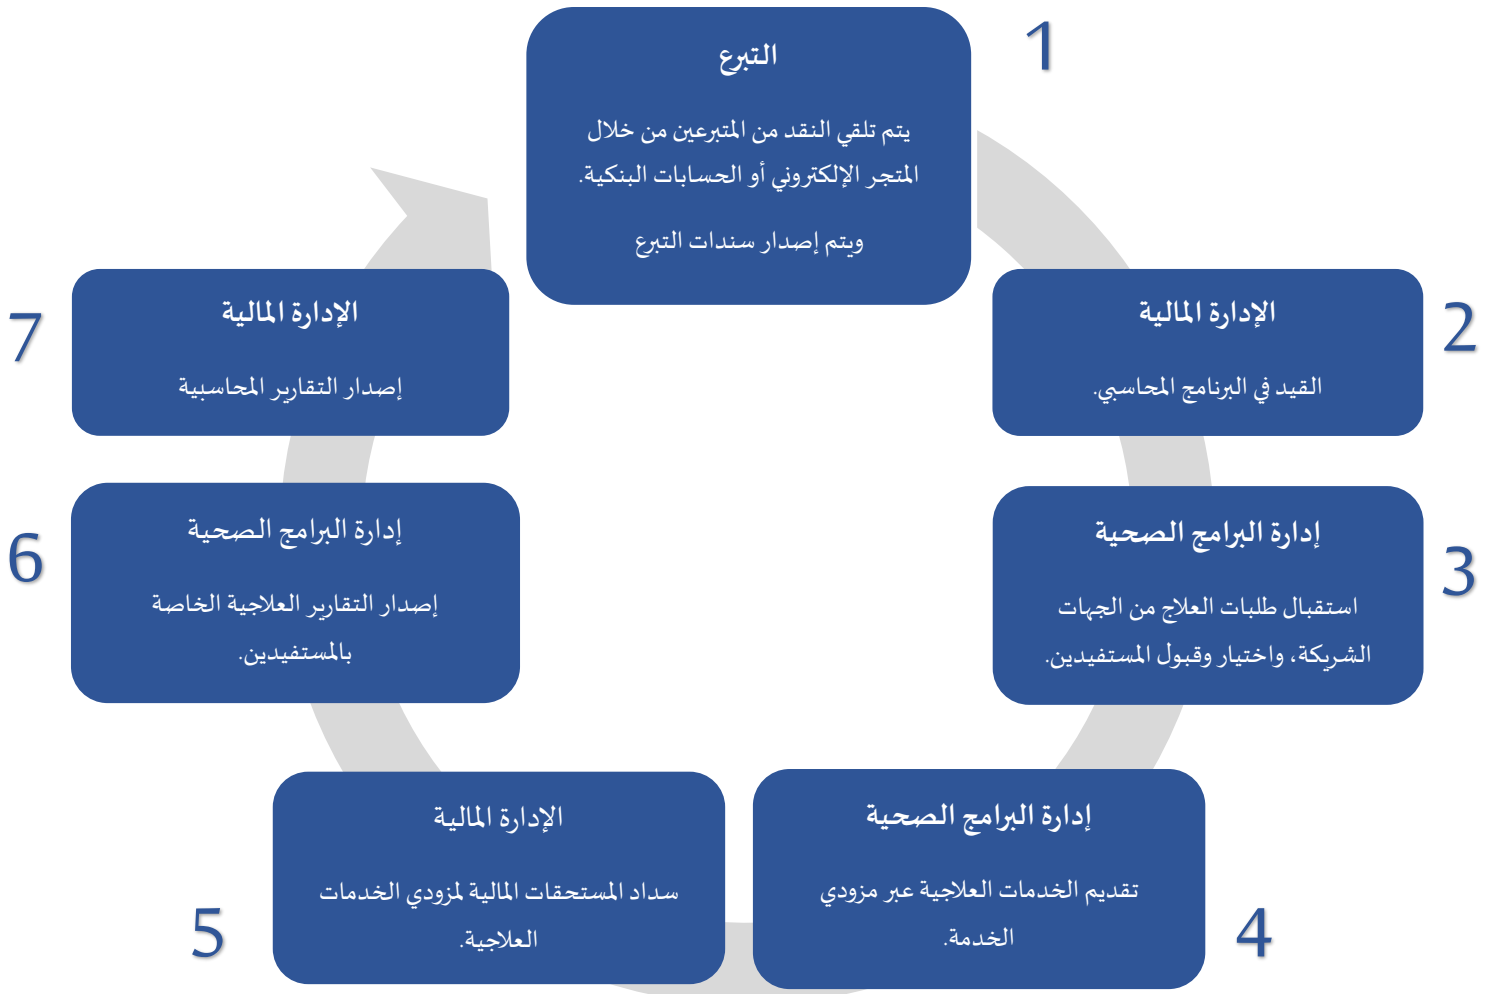 1
التبرع
يتم تلقي النقد من المتبرعين من خلال
المتجر الإلكتروني أو الحسابات البنكية.
ويتم إصدار سندات التبرع
2
الإدارة المالية
القيد في البرنامج المحاسبي.
3
إدارة البرامج الصحية
استقبال طلبات العلاج من الجهات
الشريكة، واختيار وقبول المستفيدين.
4
إدارة البرامج الصحية
تقديم الخدمات العلاجية عبر مزودي
الخدمة.
5
الإدارة المالية
سداد المستحقات المالية لمزودي الخدمات
العلاجية.
6
إدارة البرامج الصحية
إصدار التقارير العلاجية الخاصة
بالمستفيدين.
7
الإدارة المالية
إصدار التقارير المحاسبية